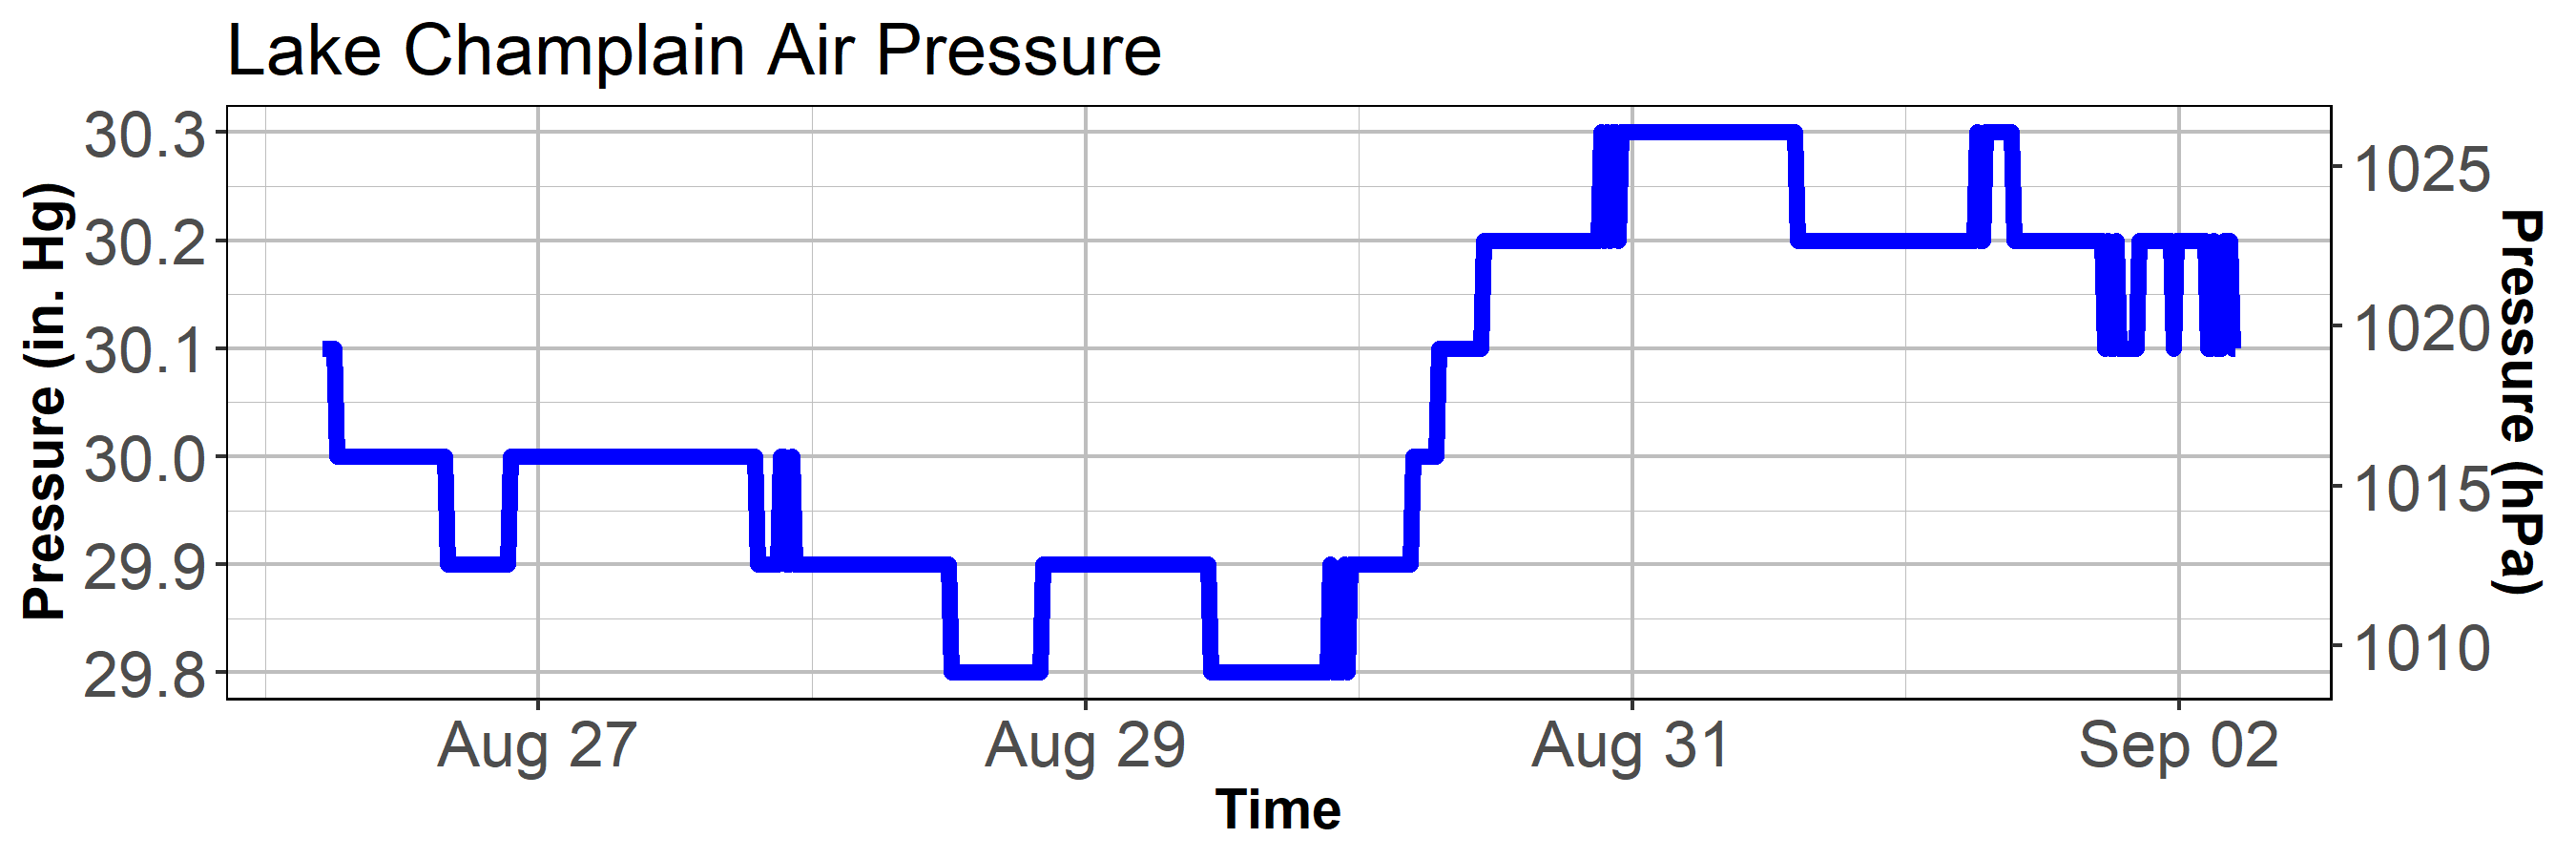 Lake Champlain Air Pressure
Pressure (in. Hg)
30.3
30.2
30.1
30.0
29.9
29.8
1025
1020
1015
1010
Pressure (hPa)
Aug 27
Aug 29
Aug 31
Sep 02
Time